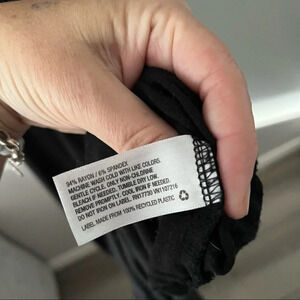 94% RAYON / 6% SPANDEX
MACHINE WASH COLD WITH LIKE COLORS.
GENTLE CYCLE. ONLY NON-CHLORINE
BLEACH IF NEEDED. TUMBLE DRY LOW.
REMOVE PROMPTLY. COOL IRON IF NEEDED.
DO NOT IRON ON LABEL. RN17730 VN1107216
LABEL MADE FROM 100% RECYCLED PLASTIC